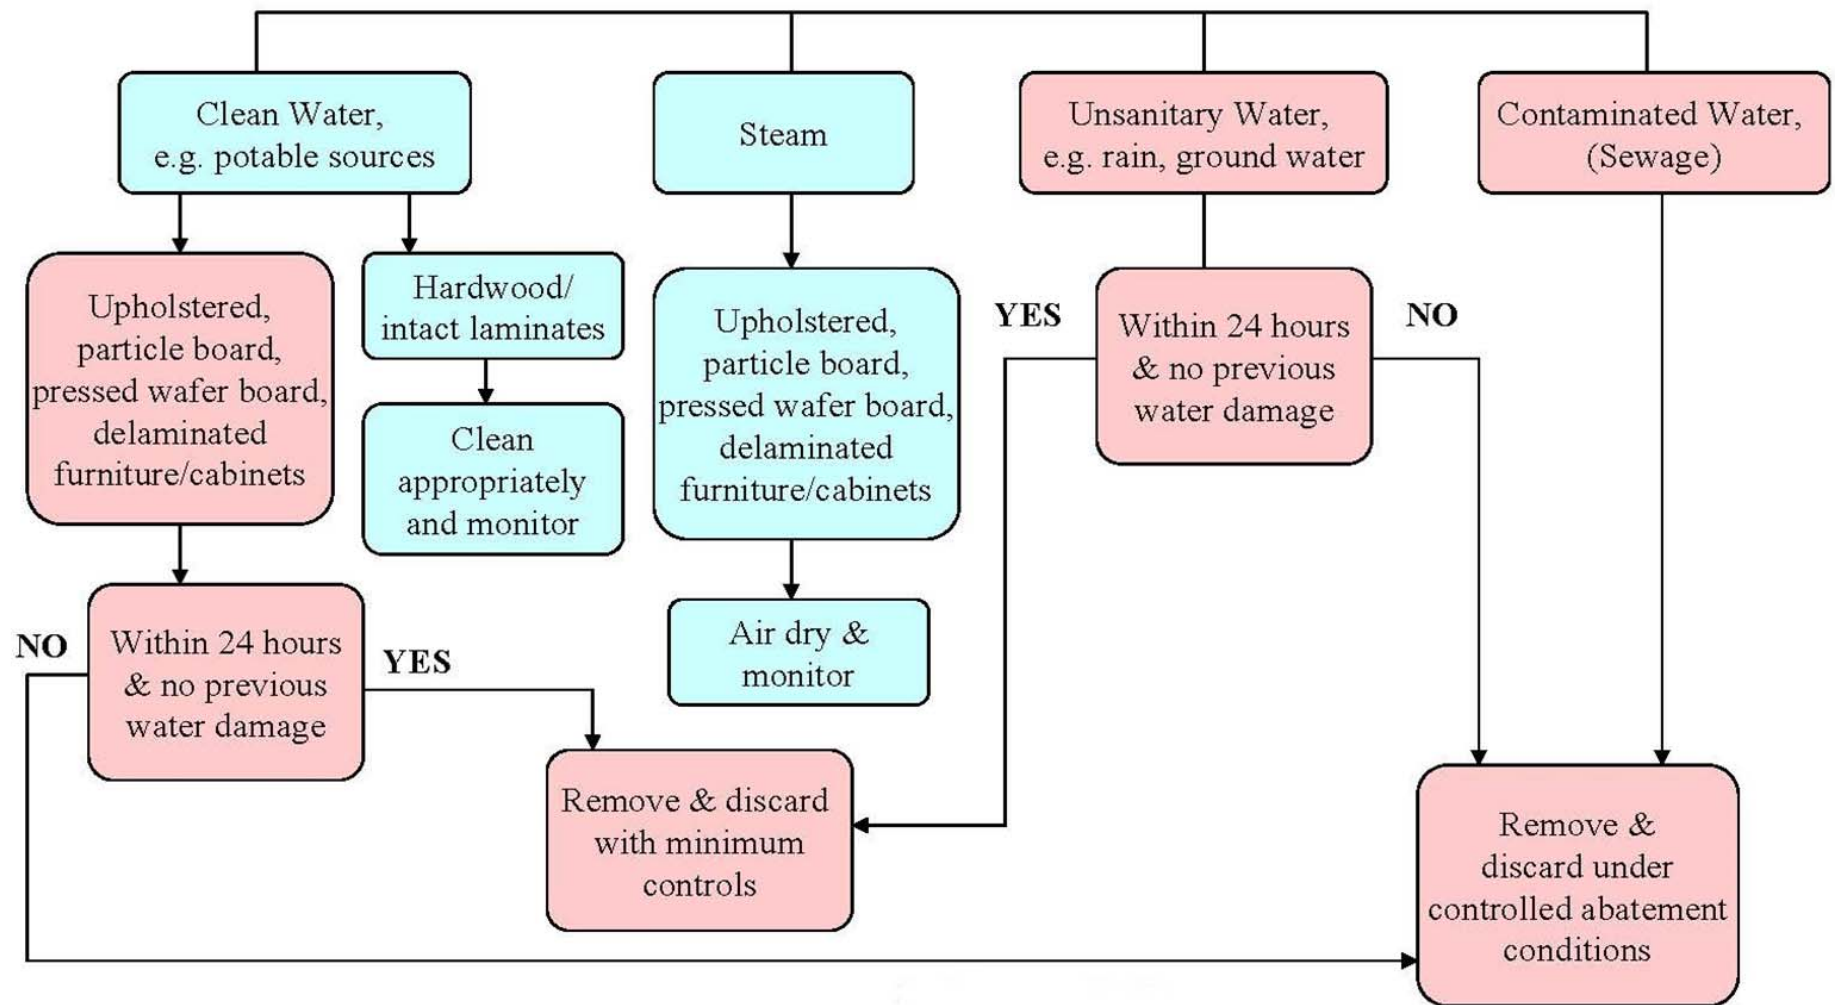 Clean Water,
e.g. potable sources
Steam
Unsanitary Water,
e.g. rain, ground water
Contaminated Water,
(Sewage)
Upholstered,
particle board,
pressed wafer board,
delaminated
furniture/cabinets
Hardwood/
intact laminates
Clean
appropriately
and monitor
Upholstered,
particle board,
pressed wafer board,
delaminated
furniture/cabinets
YES
Within 24 hours
& no previous
water damage
NO
NO
Within 24 hours
& no previous
water damage
YES
Air dry &
monitor
Remove & discard
with minimum
controls
Remove &
discard under
controlled abatement
conditions